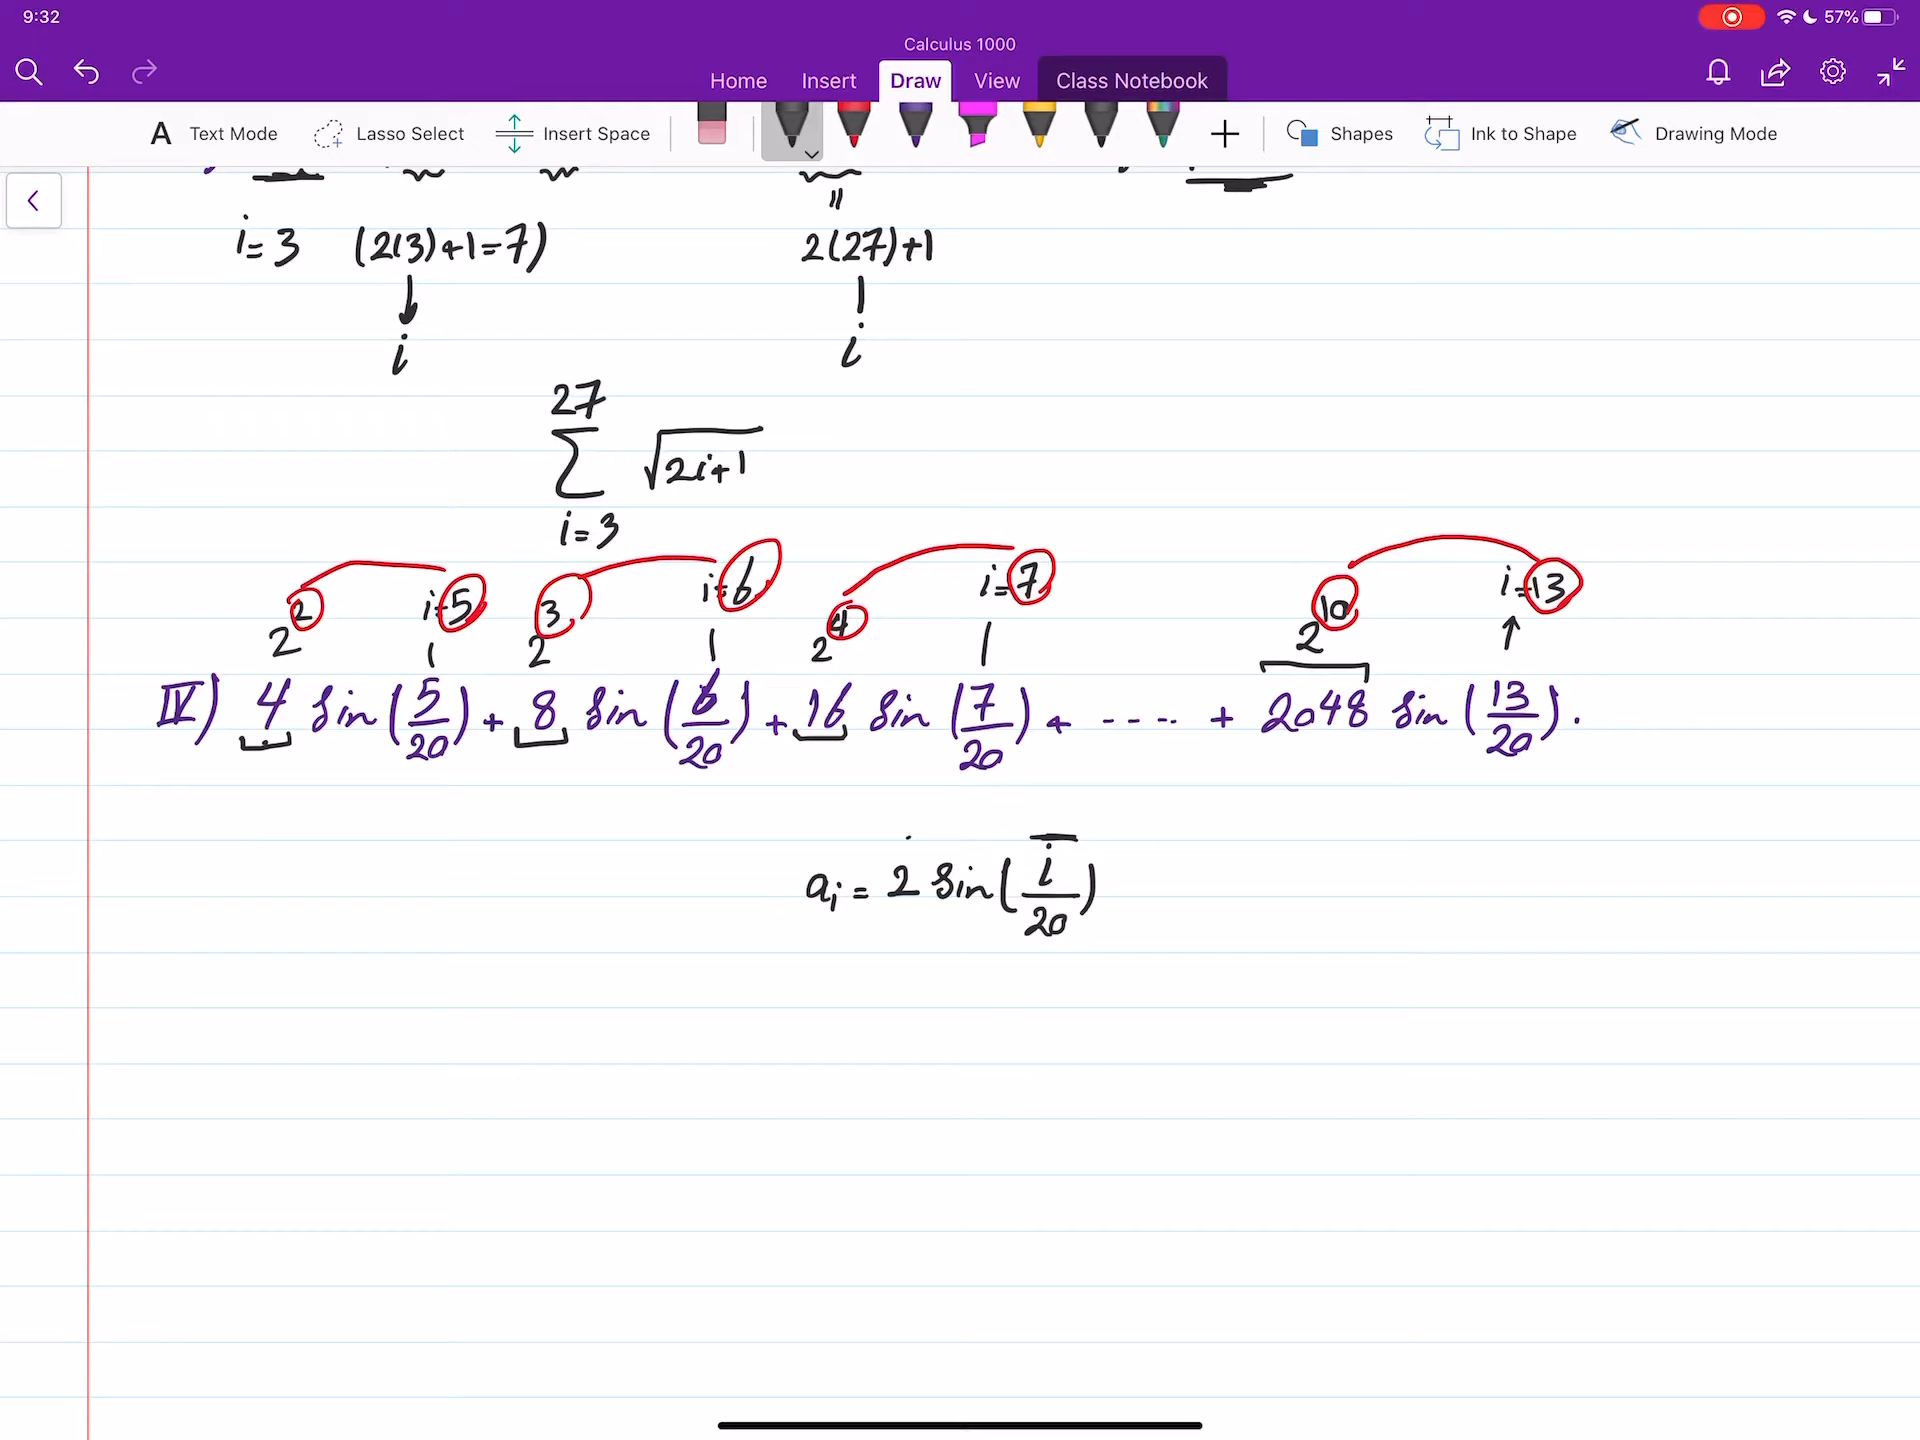 9:32
57%
Calculus 1000
Home Insert Draw View Class Notebook
A Text Mode Lasso Select Insert Space Shapes Ink to Shape Drawing Mode
i=3 (2(3)+1=7) 2(27)+1
i i
27
∑ √2i+1
i=3
2^2 i=5 2^3 i=6 2^4 i=7 2^10 i=13
IV) 4 sin(5/20) + 8 sin(6/20) + 16 sin(7/20) + ---- + 2048 sin(13/20).
a_i = 2 sin(i/20)